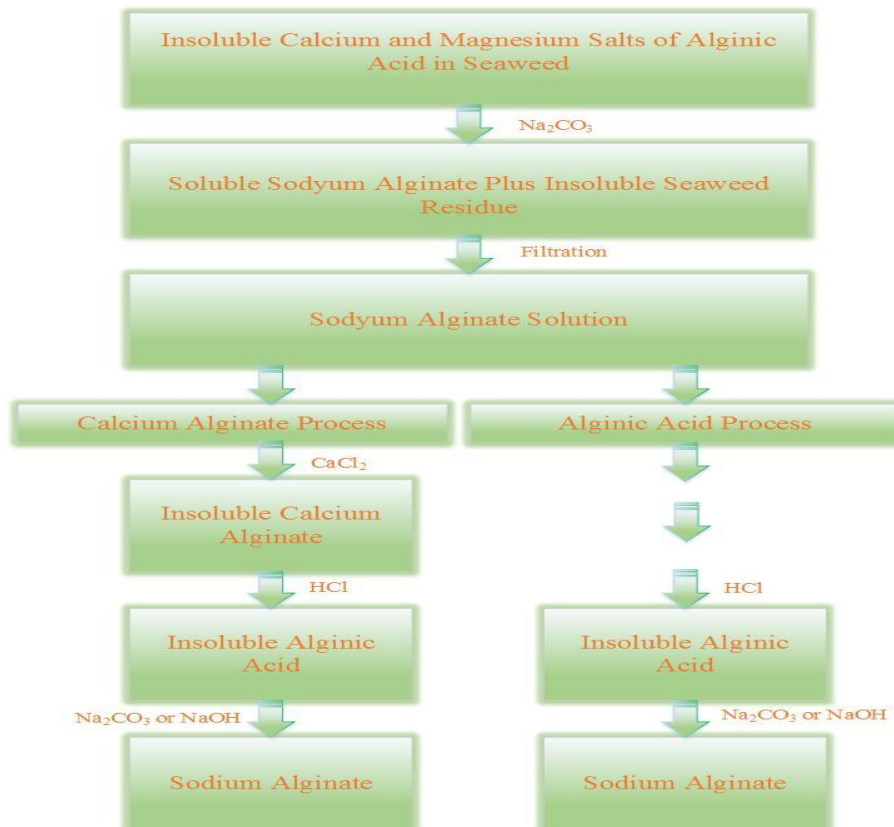 Insoluble Calcium and Magnesium Salts of Alginic
Acid in Seaweed
Na₂CO₃
Soluble Sodyum Alginate Plus Insoluble Seaweed
Residue
Filtration
Sodyum Alginate Solution
Calcium Alginate Process
Alginic Acid Process
CaCl₂
Insoluble Calcium
Alginate
HCl
HCl
Insoluble Alginic
Acid
Insoluble Alginic
Acid
Na₂CO₃ or NaOH
Na₂CO₃ or NaOH
Sodium Alginate
Sodium Alginate